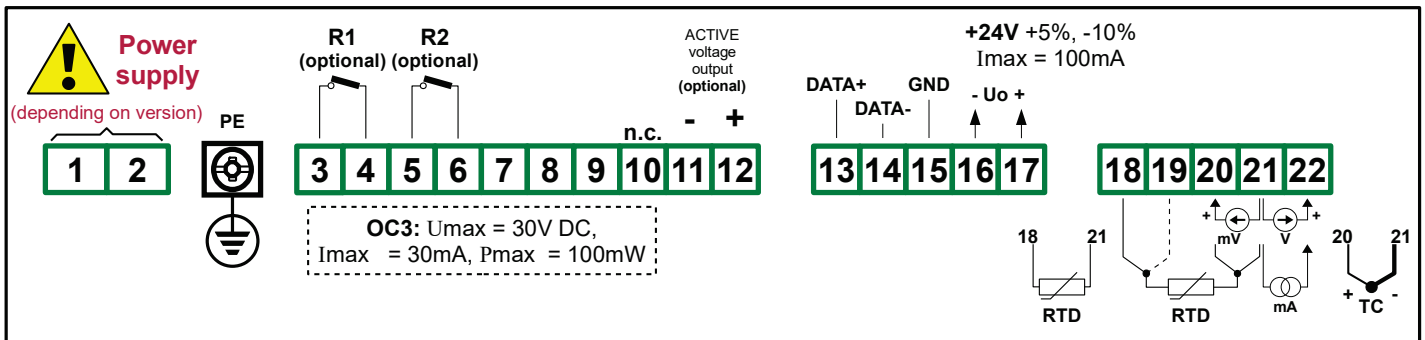 Power
supply
(depending on version)
1 2
PE
R1
(optional)
R2
(optional)
n.c.
ACTIVE
voltage
output
(optional)
- +
3 4 5 6 7 8 9 10 11 12
OC3: Umax = 30V DC,
Imax = 30mA, Pmax = 100mW
+24V +5%, -10%
Imax = 100mA
DATA+
DATA-
GND
- Uo +
13 14 15 16 17
18 19 20 21 22
+ mV
V +
18 21
RTD
RTD
mA
20 21
+ TC -